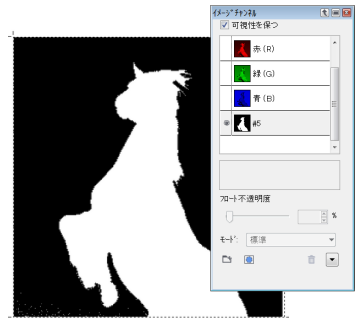 イメージチャンネル
可視性を保つ
赤 (R)
緑 (G)
青 (B)
#5
フロート不透明度
%
モード: 標準